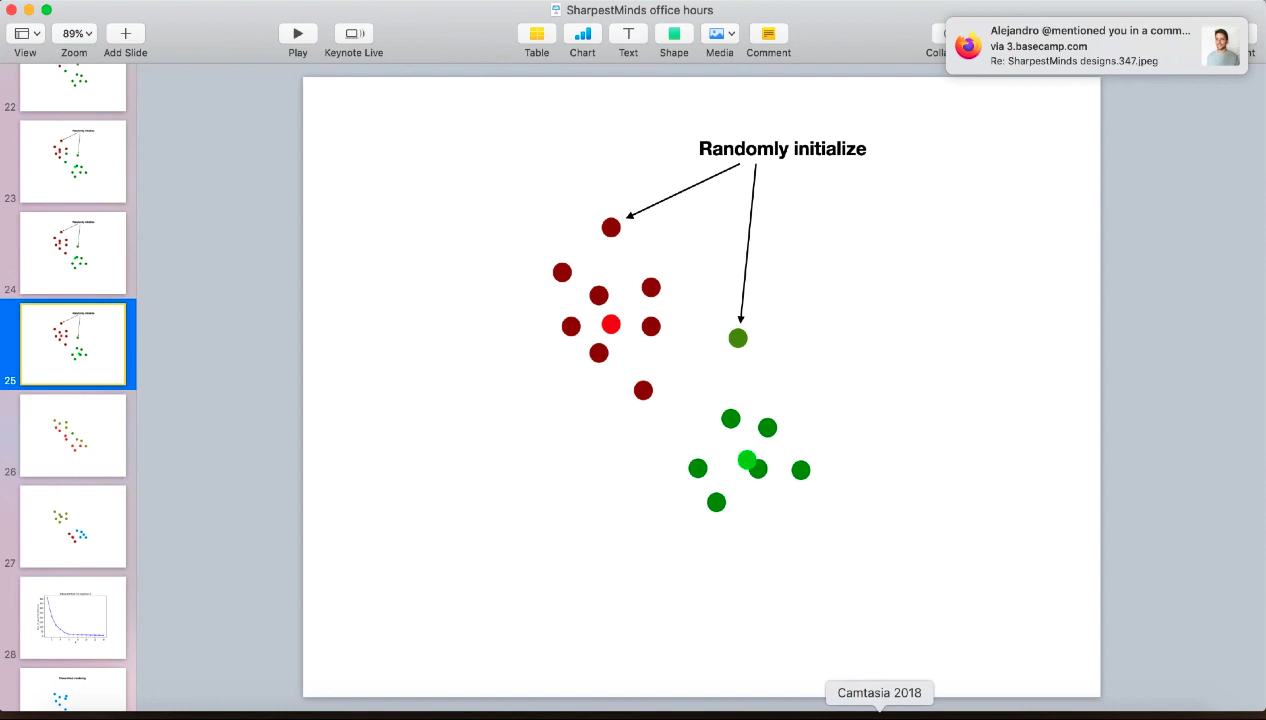 SharpestMinds office hours
89%
View
Zoom
Add Slide
Play
Keynote Live
Table
Chart
Text
Shape
Media
Comment
Alejandro @mentioned you in a comm...
via 3.basecamp.com
Re: SharpestMinds designs.347.jpeg
22
23
24
25
26
27
28
Randomly initialize
Camtasia 2018